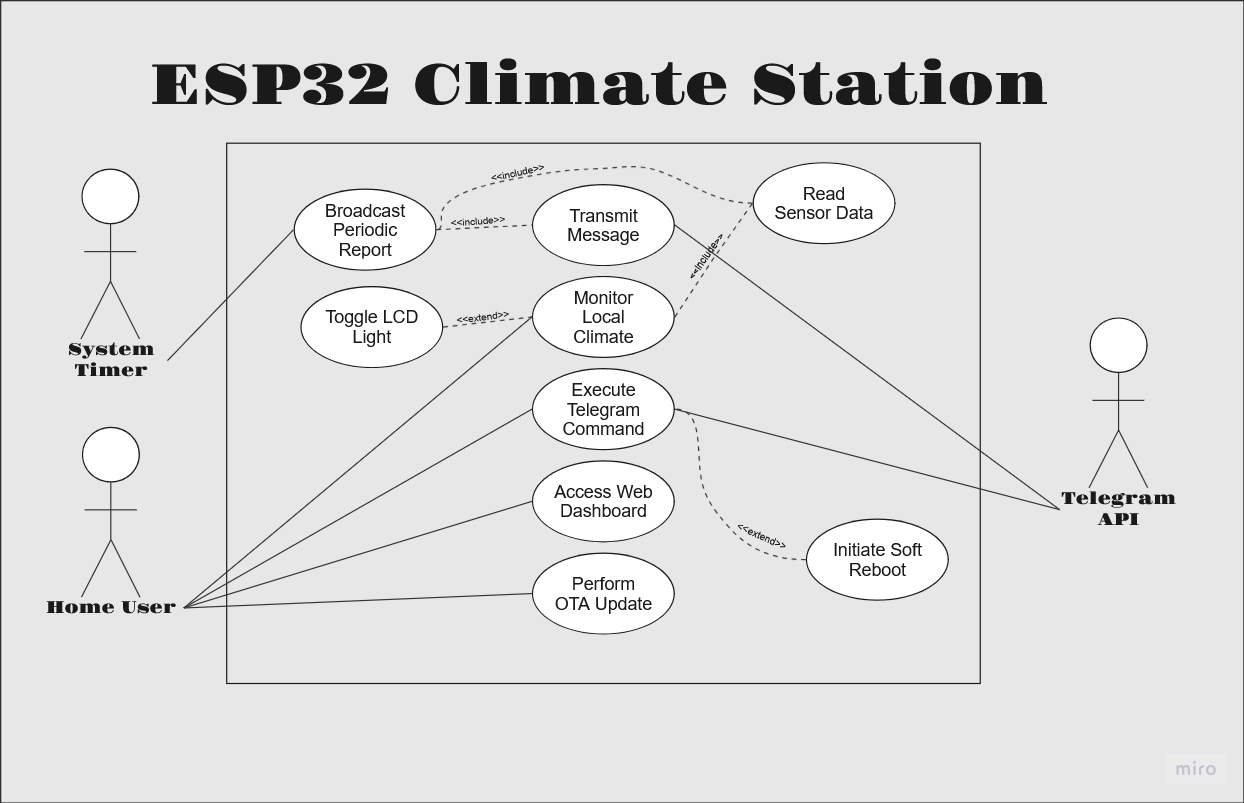 ESP32 Climate Station
<<include>>
Read
Sensor Data
Broadcast
Periodic
Report
<<include>>
Transmit
Message
<<include>>
Toggle LCD
Light
<<extend>>
Monitor
Local
Climate
System
Timer
Execute
Telegram
Command
Access Web
Dashboard
Telegram
API
<<extend>>
Initiate Soft
Reboot
Perform
OTA Update
Home User
miro